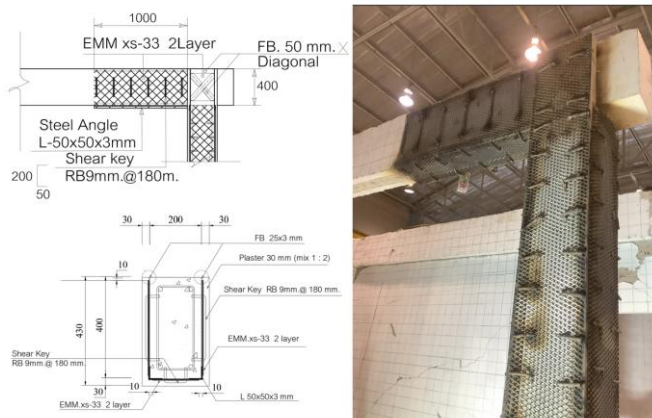 1000
EMM xs-33 2Layer
FB. 50 mm. X
Diagonal
400
Steel Angle
L-50x50x3mm
Shear key
RB9mm.@180m.
200
50
30
200
30
FB 25x3 mm
10
Plaster 30 mm (mix 1 : 2)
Shear Key RB 9mm.@ 180 mm.
430
400
Shear Key
RB 9mm.@ 180 mm.
EMM.xs-33 2 layer
30
10
10
L 50x50x3 mm
EMM.xs-33 2 layer